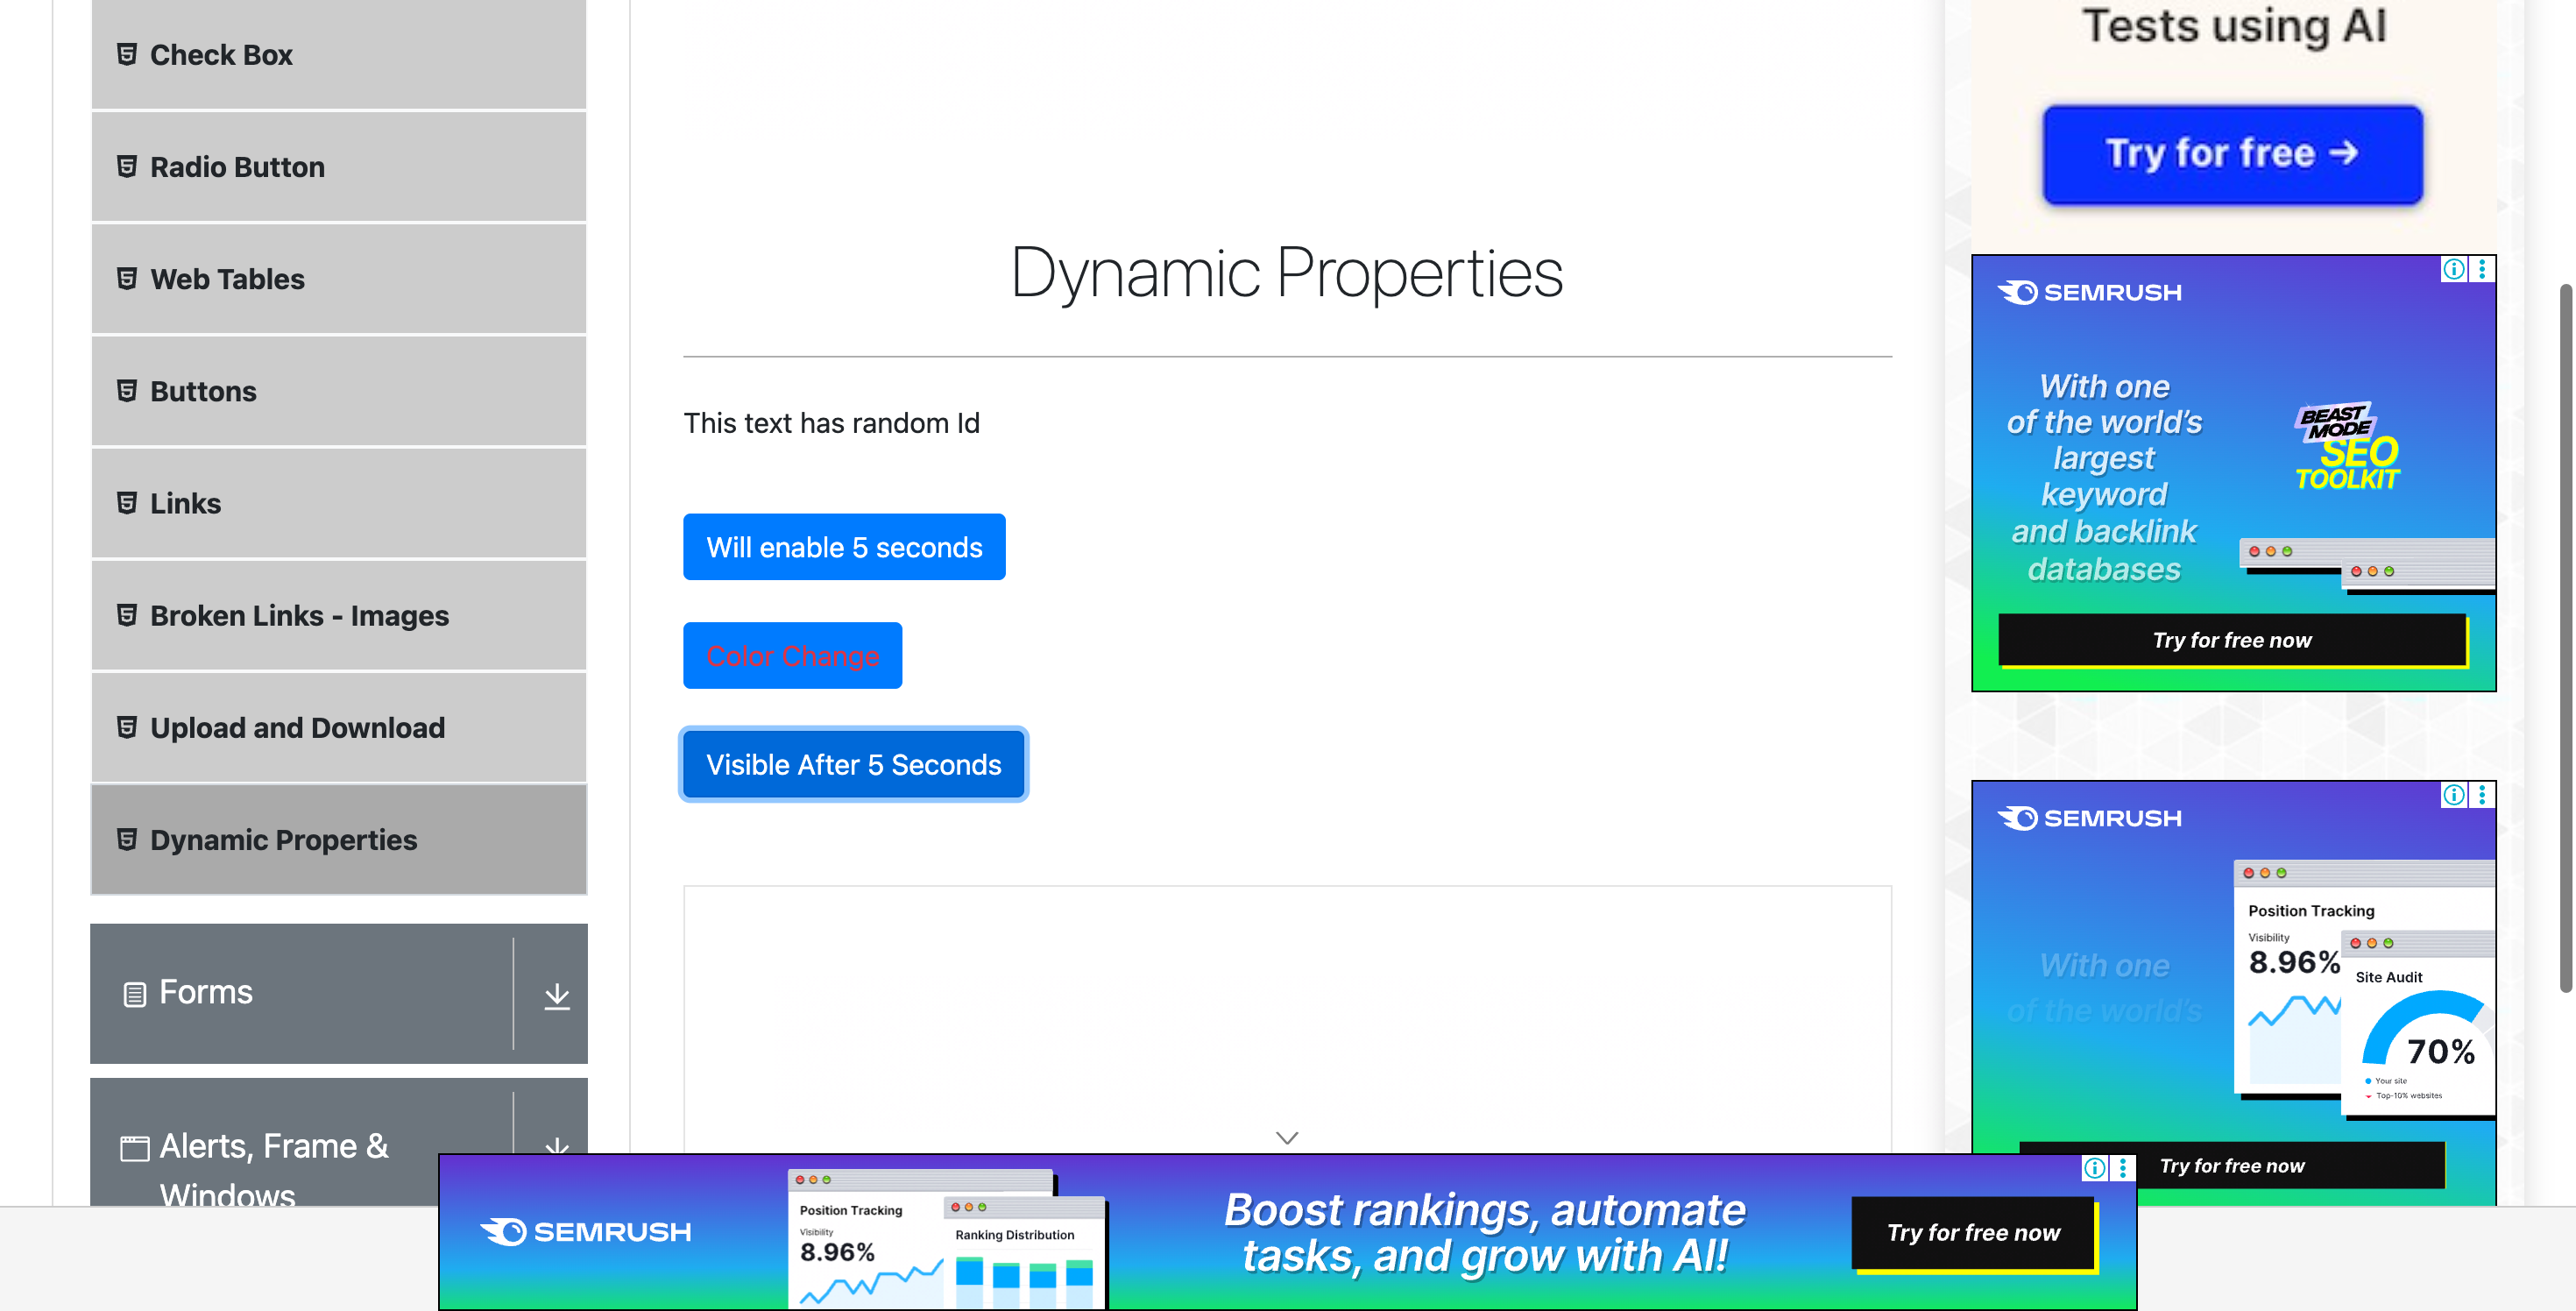 Check Box
Radio Button
Web Tables
Buttons
Links
Broken Links - Images
Upload and Download
Dynamic Properties
Forms
Alerts, Frame &
Windows
Dynamic Properties
This text has random Id
Will enable 5 seconds
Color Change
Visible After 5 Seconds
Tests using AI
Try for free →
SEMRUSH
With one
of the world's
largest
keyword
and backlink
databases
BEAST
MODE
SEO
TOOLKIT
Try for free now
SEMRUSH
With one
of the world's
Position Tracking
Visibility
8.96%
Site Audit
70%
Your site
Top-10% websites
Try for free now
SEMRUSH
Position Tracking
Visibility
8.96%
Ranking Distribution
Boost rankings, automate
tasks, and grow with AI!
Try for free now